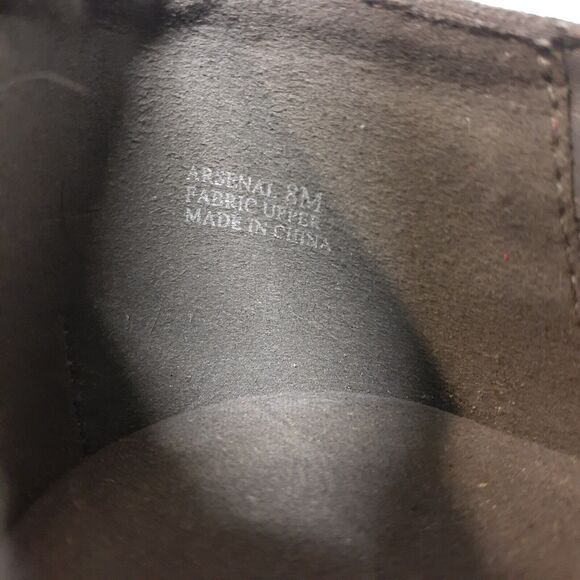 ARSENAL 8M
FABRIC UPPER
MADE IN CHINA